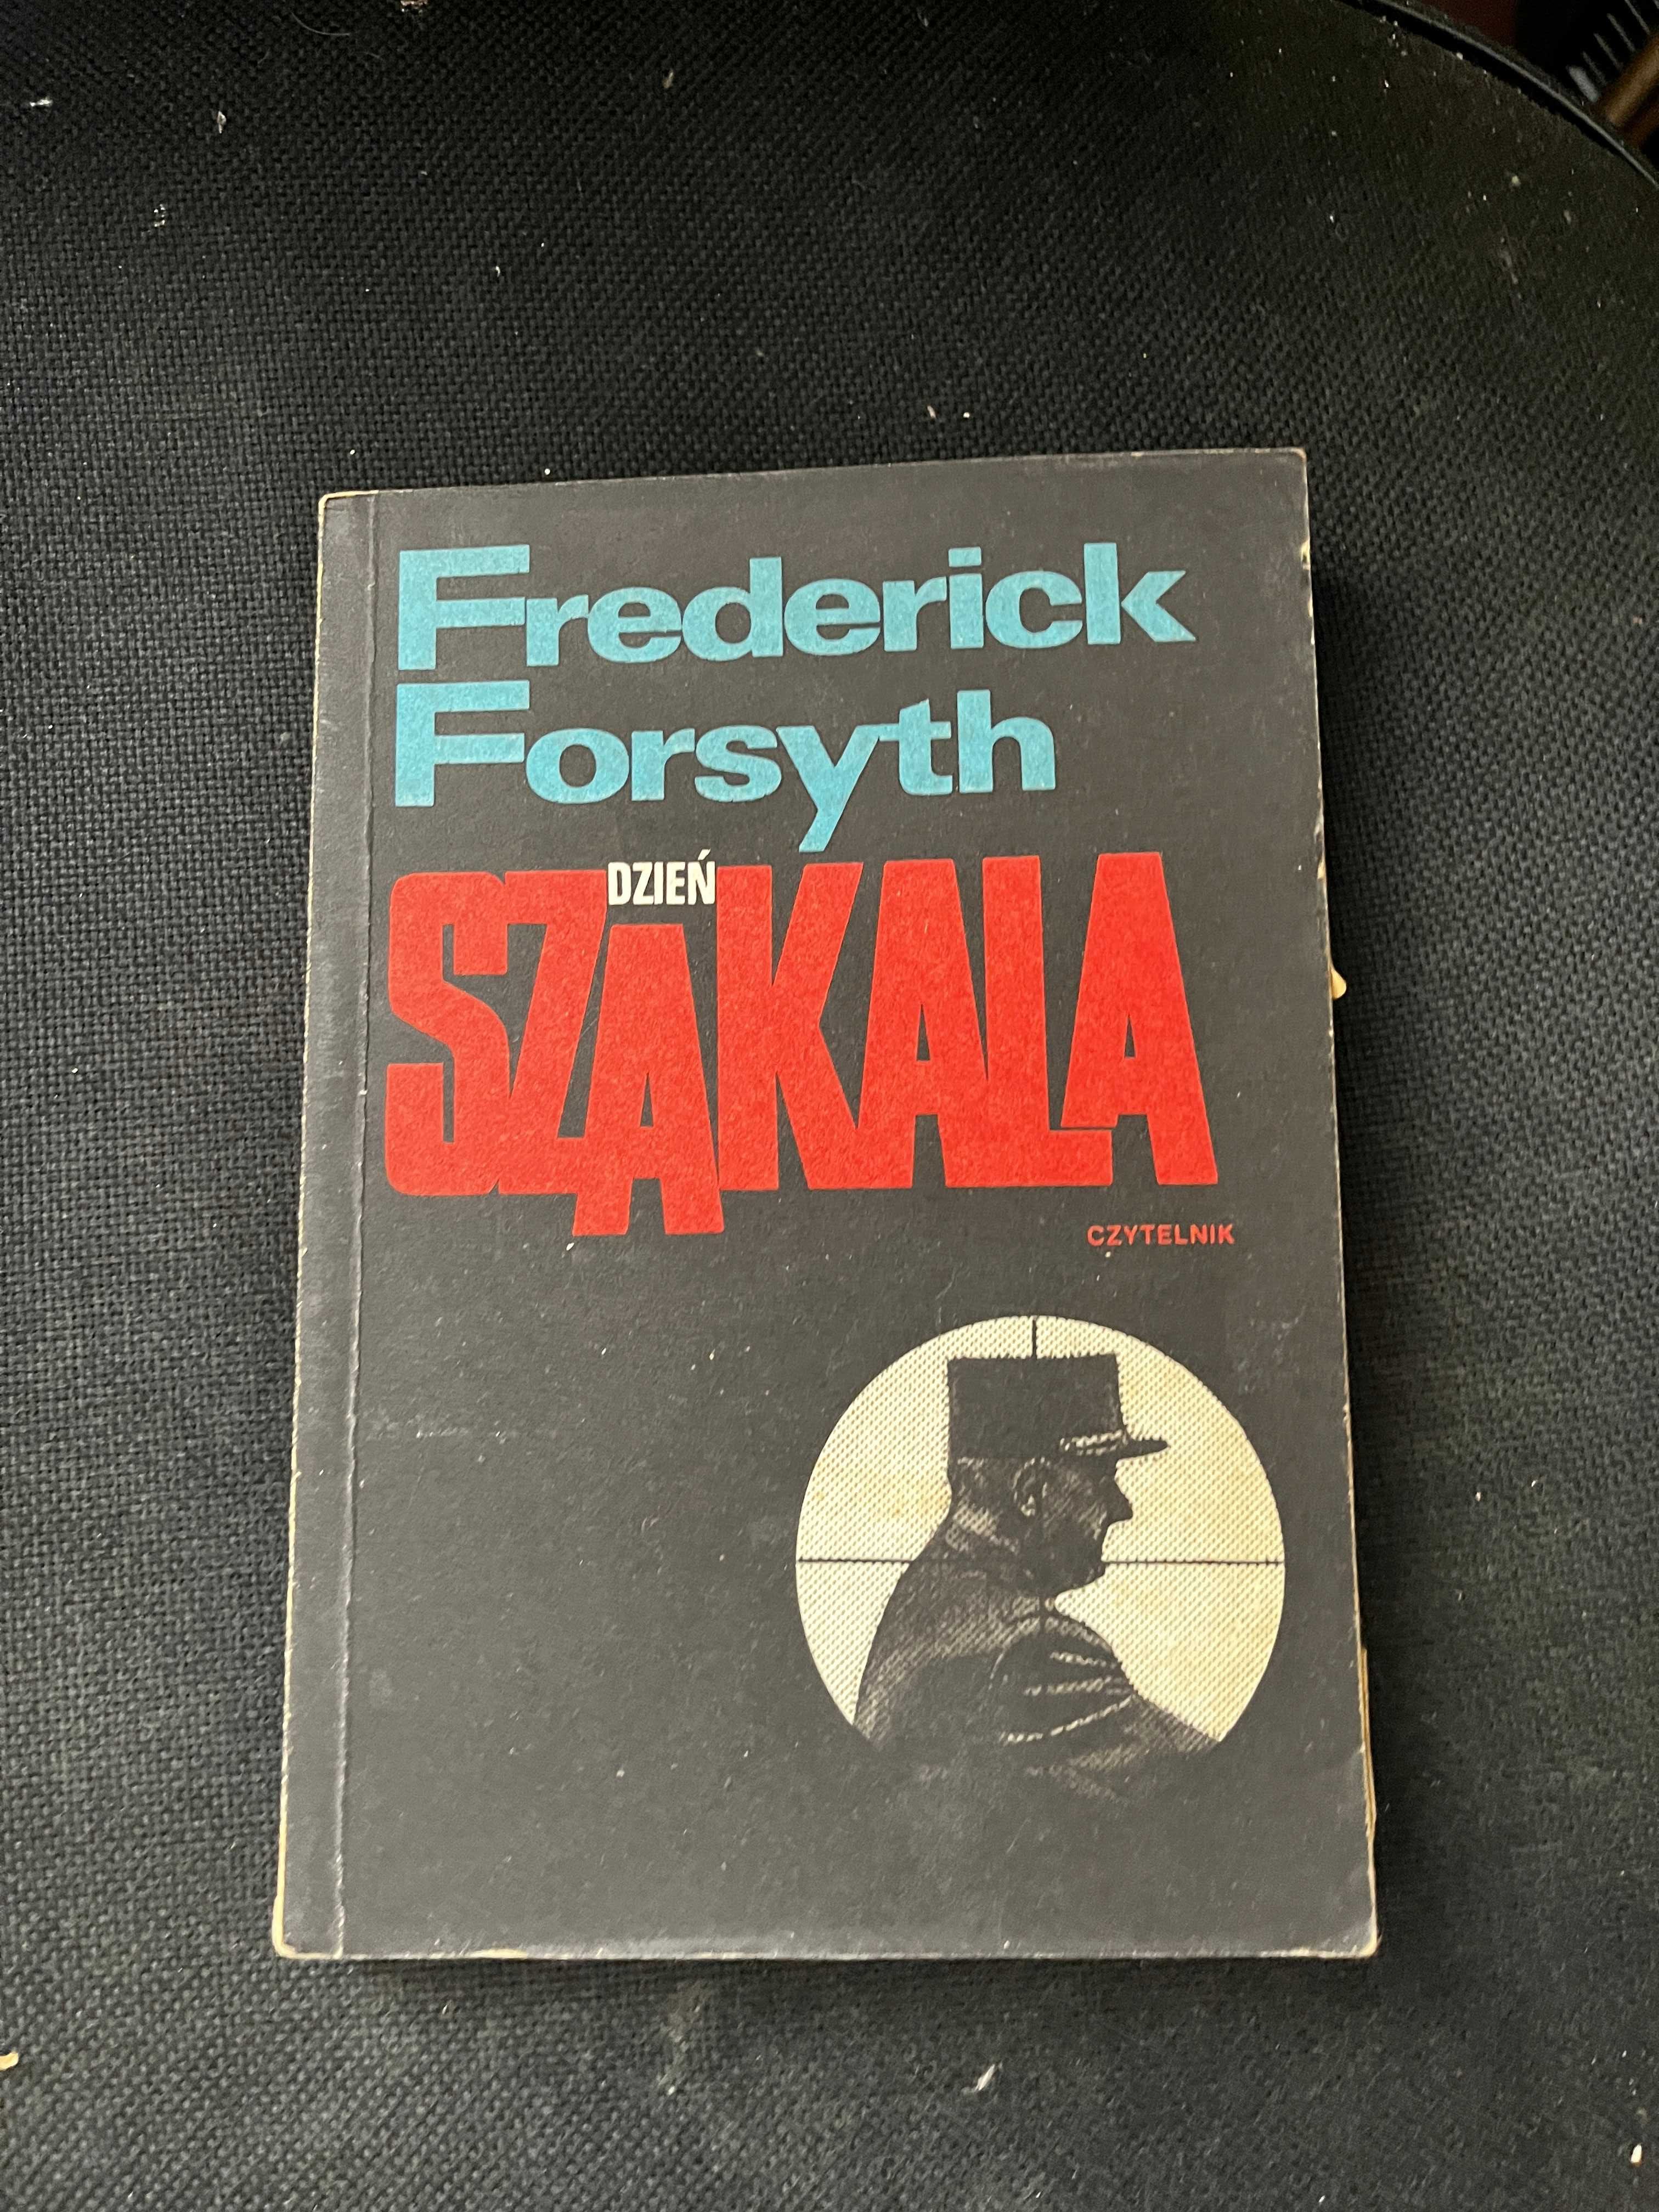 Frederick
Forsyth
DZIEŃ
SZAKALA
CZYTELNIK